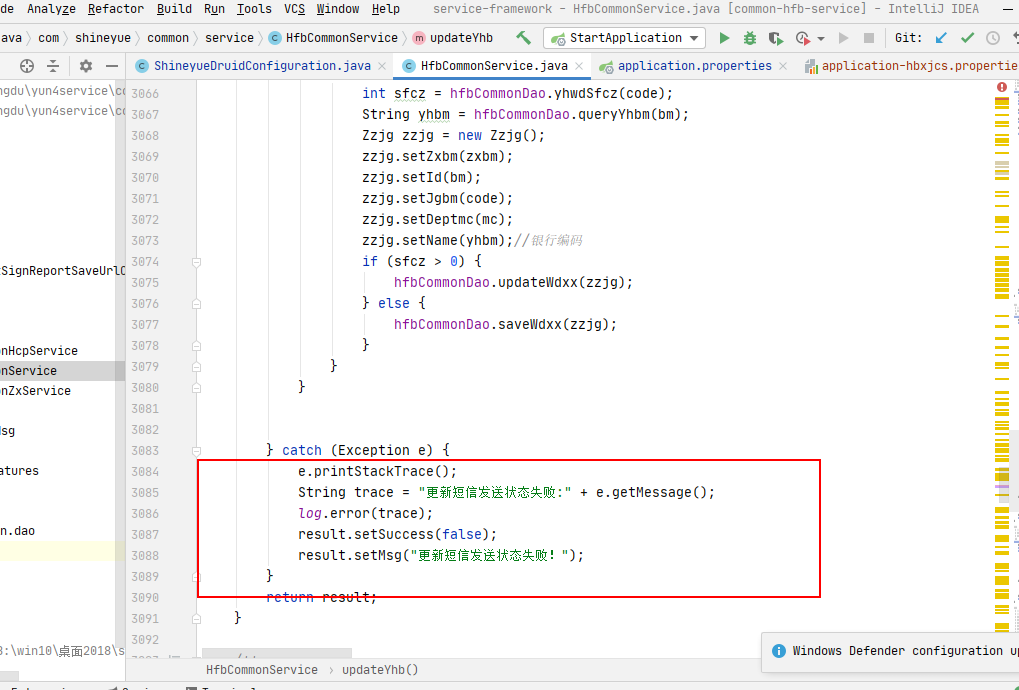 de Analyze Refactor Build Run Tools VCS Window Help service-framework - HfbCommonService.java [common-hfb-service] - IntelliJ IDEA
ava com shineyue common service HfbCommonService updateYhb StartApplication Git:
ShineyueDruidConfiguration.java HfbCommonService.java application.properties application-hbxjcs.propertie
ngdu\yun4service\co
ngdu\yun4service\co
SignReportSaveUrlC
onHcpService
onService
onZxService
Msg
atures
n.dao
3:\win10\桌面2018\s
3066 int sfcz = hfbCommonDao.yhwdSfcz(code);
3067 String yhbm = hfbCommonDao.queryYhbm(bm);
3068 Zzjg zzjg = new Zzjg();
3069 zzjg.setZxbm(zxbm);
3070 zzjg.setId(bm);
3071 zzjg.setJgbm(code);
3072 zzjg.setDeptmc(mc);
3073 zzjg.setName(yhbm);//银行编码
3074 if (sfcz > 0) {
3075 hfbCommonDao.updateWdxx(zzjg);
3076 } else {
3077 hfbCommonDao.saveWdxx(zzjg);
3078 }
3079 }
3080 }
3081
3082
3083 } catch (Exception e) {
3084 e.printStackTrace();
3085 String trace = "更新短信发送状态失败:" + e.getMessage();
3086 log.error(trace);
3087 result.setSuccess(false);
3088 result.setMsg("更新短信发送状态失败！");
3089 }
3090 return result;
3091 }
3092
HfbCommonService › updateYhb()
Windows Defender configuration up